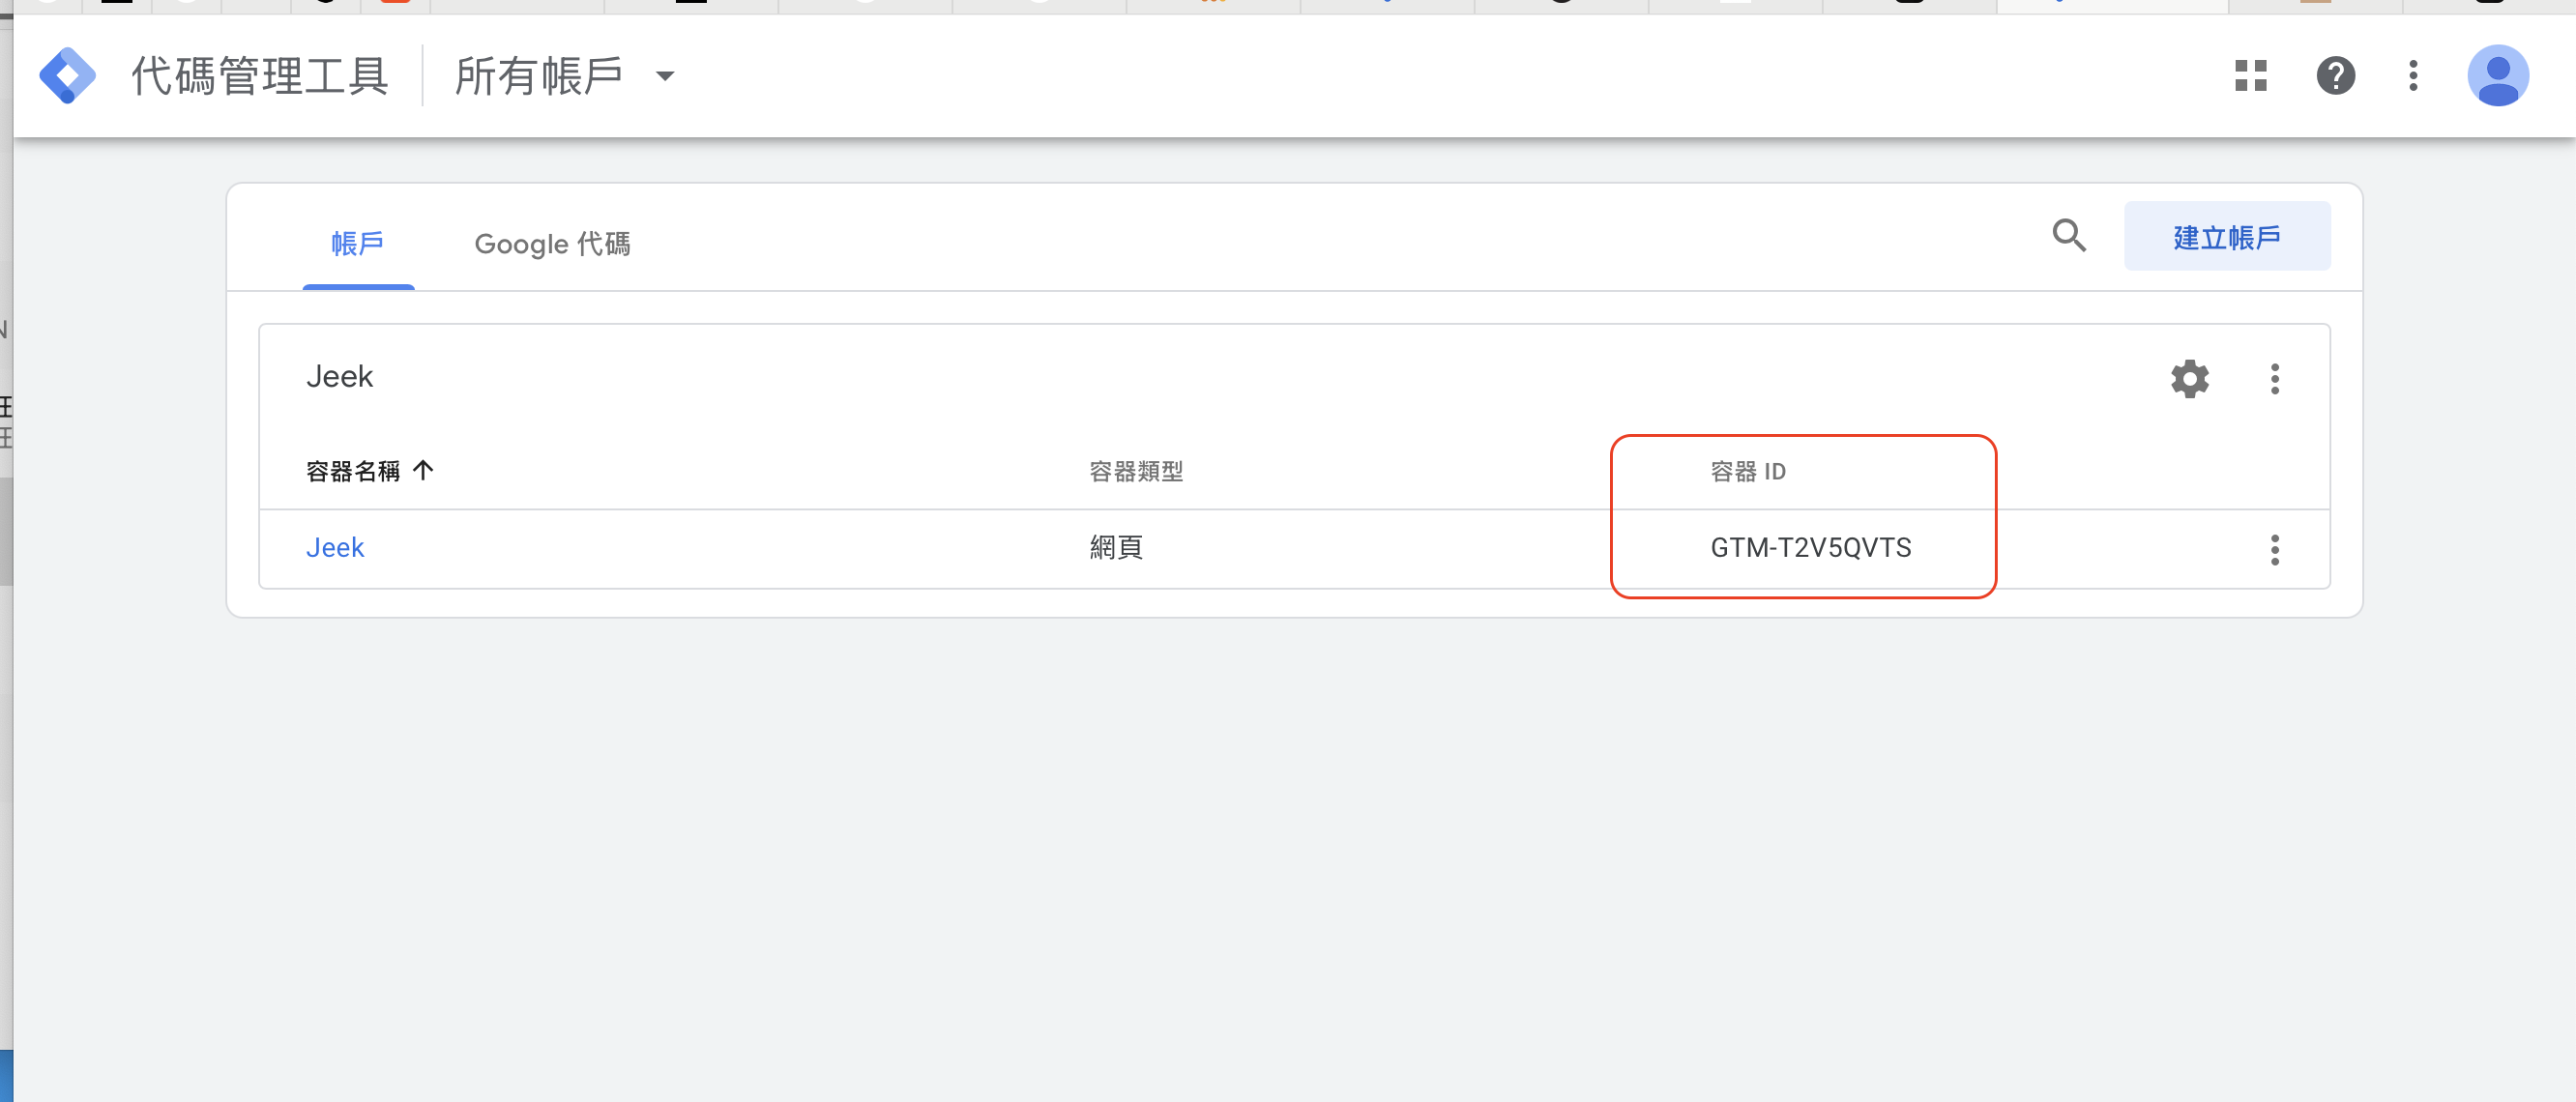 代碼管理工具 所有帳戶
帳戶 Google 代碼 建立帳戶
Jeek
容器名稱 容器類型 容器 ID
Jeek 網頁 GTM-T2V5QVTS